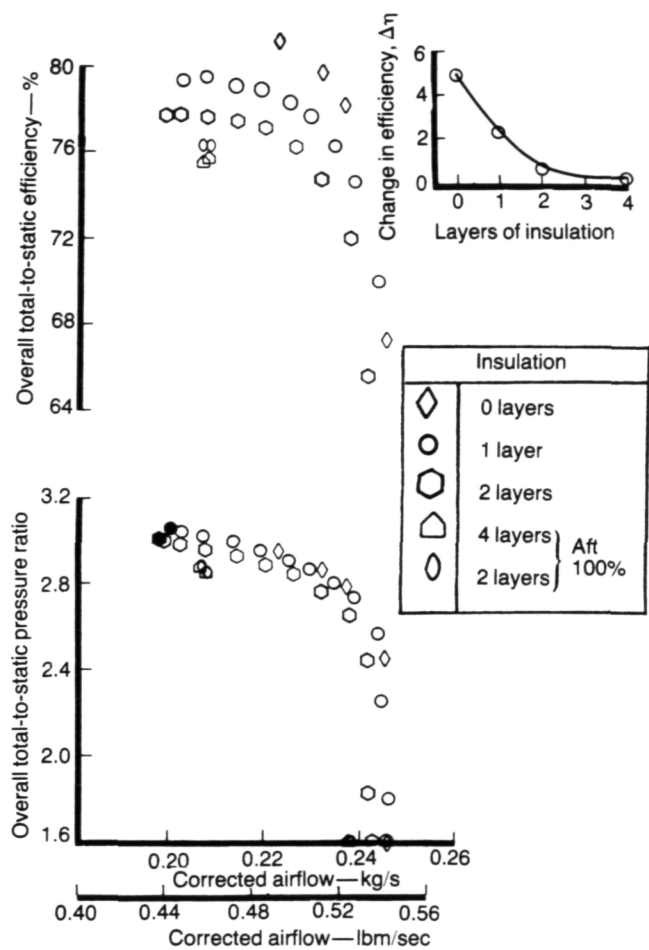 Overall total-to-static efficiency—%
80
76
72
68
64
Change in efficiency, Δη
6
4
2
0
0 1 2 3 4
Layers of insulation
Insulation
0 layers
1 layer
2 layers
4 layers
2 layers
Aft
100%
Overall total-to-static pressure ratio
3.2
2.8
2.4
2.0
1.6
0.20 0.22 0.24 0.26
Corrected airflow—kg/s
0.40 0.44 0.48 0.52 0.56
Corrected airflow—lbm/sec